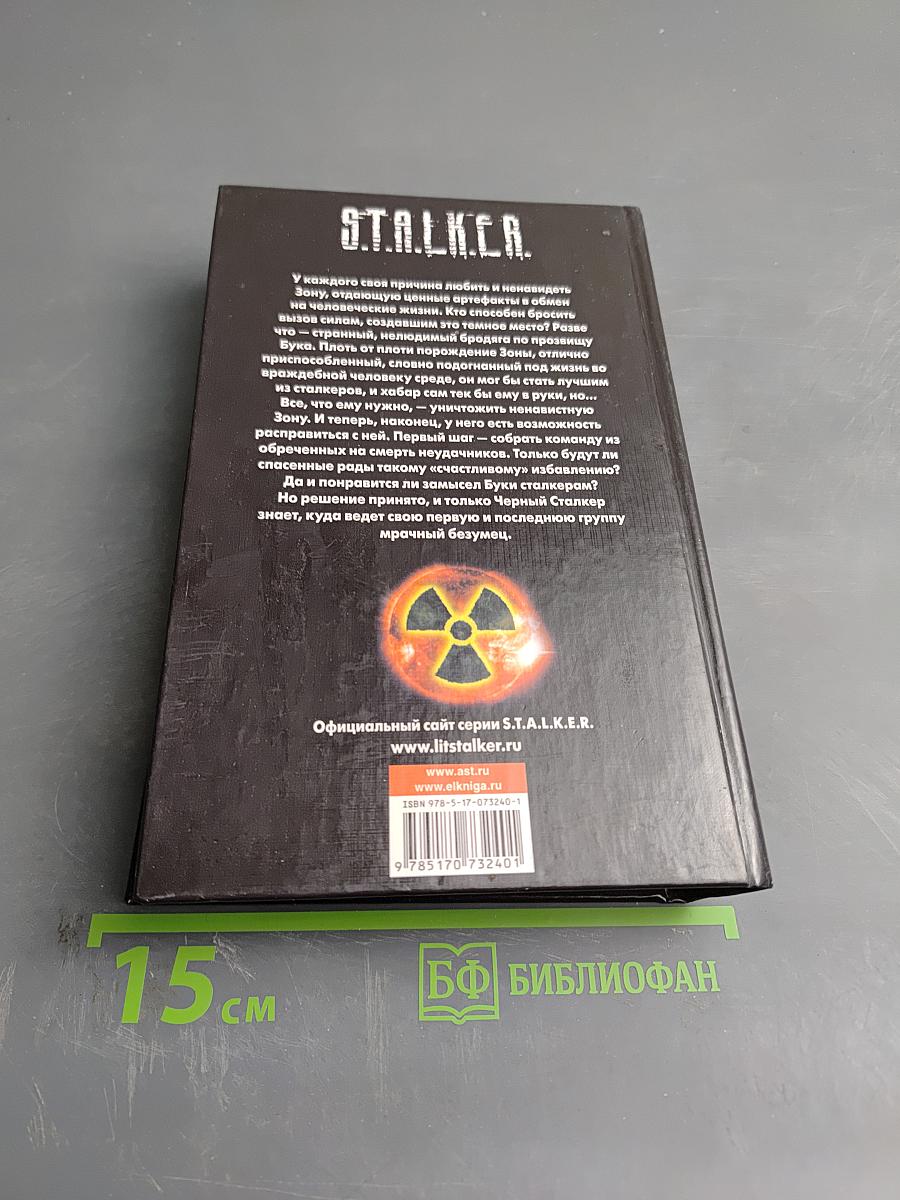 S.T.A.L.K.E.R.
У каждого своя причина любить и ненавидеть
Зону, отдающую ценные артефакты в обмен
на человеческие жизни. Кто способен бросить
вызов силам, создавшим это темное место? Разве
что — странный, нелюдимый бродяга по прозвищу
Бука. Плоть от плоти порождение Зоны, отлично
приспособленный, словно подогнанный под жизнь во
враждебной человеку среде, он мог бы стать лучшим
из сталкеров, и хабар сам тек бы ему в руки, но...
Все, что ему нужно, — уничтожить ненавистную
Зону. И теперь, наконец, у него есть возможность
расправиться с ней. Первый шаг — собрать команду из
обреченных на смерть неудачников. Только будут ли
спасенные рады такому «счастливому» избавлению?
Да и понравится ли замысел Буки сталкерам?
Но решение принято, и только Черный Сталкер
знает, куда ведет свою первую и последнюю группу
мрачный безумец.
Официальный сайт серии S.T.A.L.K.E.R.
www.litstalker.ru
www.ast.ru
www.elkniga.ru
ISBN 978-5-17-073240-1
9 785170 732401
15 см
БФ БИБЛИОФАН